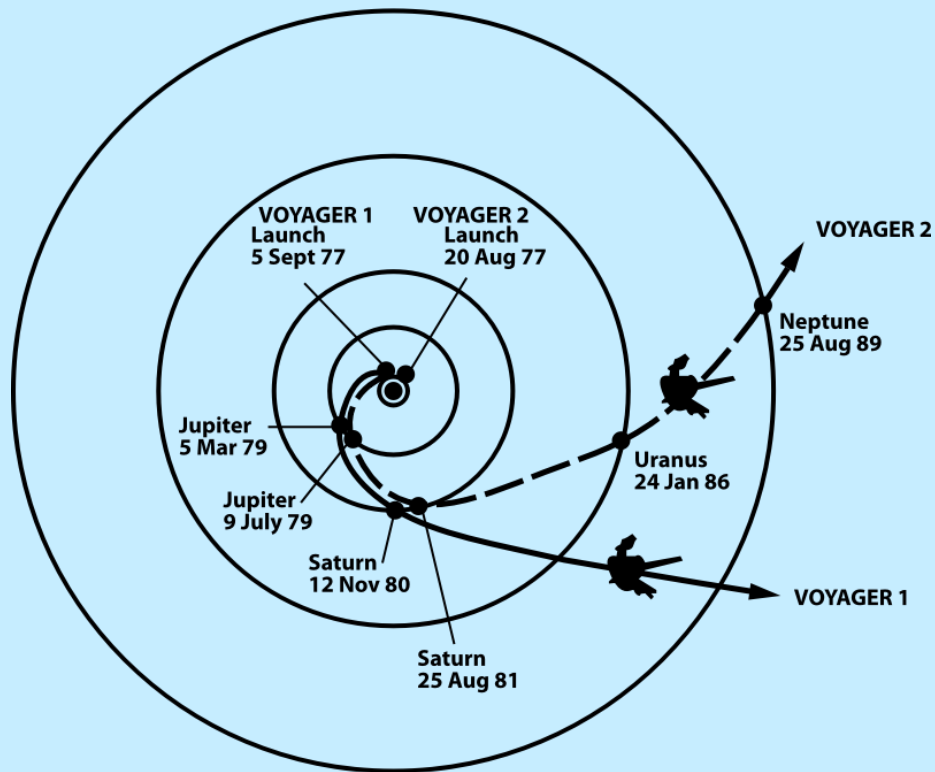 VOYAGER 1
Launch
5 Sept 77
VOYAGER 2
Launch
20 Aug 77
VOYAGER 2
Neptune
25 Aug 89
Jupiter
5 Mar 79
Uranus
24 Jan 86
Jupiter
9 July 79
Saturn
12 Nov 80
VOYAGER 1
Saturn
25 Aug 81